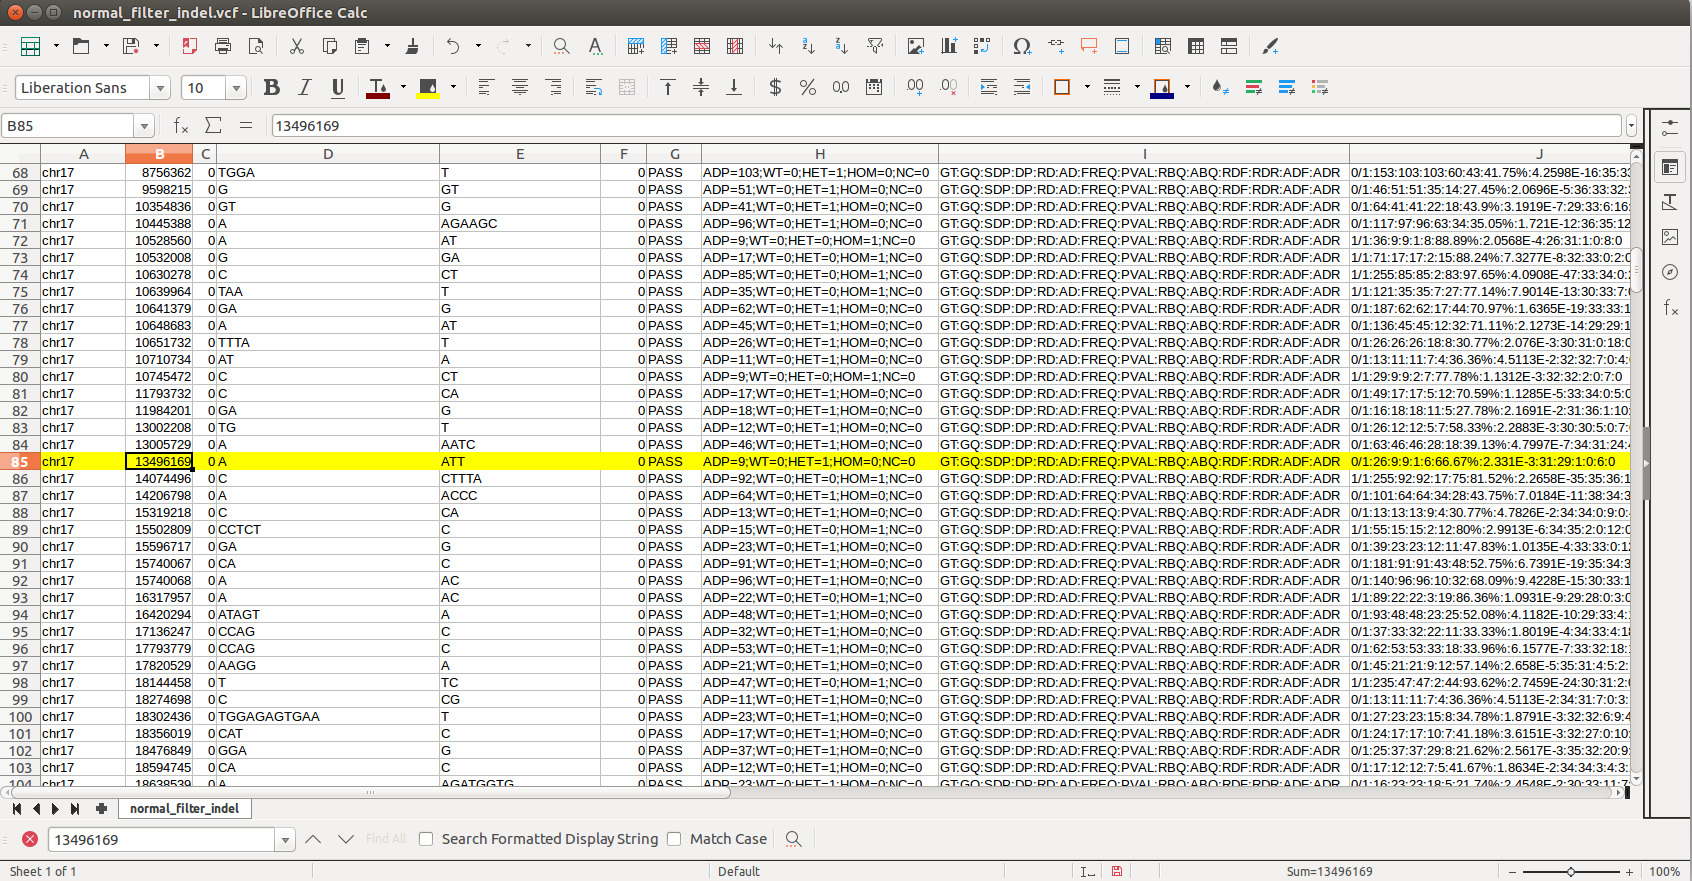 normal_filter_indel.vcf - LibreOffice Calc
Liberation Sans 10
B85 13496169
A B C D E F G H I J
68 chr17 8756362 0 TGGA T 0 PASS ADP=103;WT=0;HET=1;HOM=0;NC=0 GT:GQ:SDP:DP:RD:AD:FREQ:PVAL:RBQ:ABQ:RDF:RDR:ADF:ADR 0/1:153:103:103:60:43:41.75%:4.2598E-16:35:33
69 chr17 9598215 0 G GT 0 PASS ADP=51;WT=0;HET=1;HOM=0;NC=0 GT:GQ:SDP:DP:RD:AD:FREQ:PVAL:RBQ:ABQ:RDF:RDR:ADF:ADR 0/1:46:51:51:35:14:27.45%:2.0696E-5:36:33:32:
70 chr17 10354836 0 GT G 0 PASS ADP=41;WT=0;HET=1;HOM=0;NC=0 GT:GQ:SDP:DP:RD:AD:FREQ:PVAL:RBQ:ABQ:RDF:RDR:ADF:ADR 0/1:64:41:41:22:18:43.9%:3.1919E-7:29:33:6:16:
71 chr17 10445388 0 A AGAAGC 0 PASS ADP=96;WT=0;HET=1;HOM=0;NC=0 GT:GQ:SDP:DP:RD:AD:FREQ:PVAL:RBQ:ABQ:RDF:RDR:ADF:ADR 0/1:117:97:96:63:34:35.05%:1.721E-12:36:35:12
72 chr17 10528560 0 A AT 0 PASS ADP=9;WT=0;HET=0;HOM=1;NC=0 GT:GQ:SDP:DP:RD:AD:FREQ:PVAL:RBQ:ABQ:RDF:RDR:ADF:ADR 1/1:36:9:9:1:8:88.89%:2.0568E-4:26:31:1:0:8:0
73 chr17 10532008 0 G GA 0 PASS ADP=17;WT=0;HET=0;HOM=1;NC=0 GT:GQ:SDP:DP:RD:AD:FREQ:PVAL:RBQ:ABQ:RDF:RDR:ADF:ADR 1/1:71:17:17:2:15:88.24%:7.3277E-8:32:33:0:2:0
74 chr17 10630278 0 C CT 0 PASS ADP=85;WT=0;HET=0;HOM=1;NC=0 GT:GQ:SDP:DP:RD:AD:FREQ:PVAL:RBQ:ABQ:RDF:RDR:ADF:ADR 1/1:255:85:85:2:83:97.65%:4.0908E-47:33:34:0:
75 chr17 10639964 0 TAA T 0 PASS ADP=35;WT=0;HET=0;HOM=1;NC=0 GT:GQ:SDP:DP:RD:AD:FREQ:PVAL:RBQ:ABQ:RDF:RDR:ADF:ADR 1/1:121:35:35:7:27:77.14%:7.9014E-13:30:33:7:
76 chr17 10641379 0 GA G 0 PASS ADP=62;WT=0;HET=1;HOM=0;NC=0 GT:GQ:SDP:DP:RD:AD:FREQ:PVAL:RBQ:ABQ:RDF:RDR:ADF:ADR 0/1:187:62:62:17:44:70.97%:1.6365E-19:33:33:1
77 chr17 10648683 0 A AT 0 PASS ADP=45;WT=0;HET=1;HOM=0;NC=0 GT:GQ:SDP:DP:RD:AD:FREQ:PVAL:RBQ:ABQ:RDF:RDR:ADF:ADR 0/1:136:45:45:12:32:71.11%:2.1273E-14:29:29:1
78 chr17 10651732 0 TTTA T 0 PASS ADP=26;WT=0;HET=1;HOM=0;NC=0 GT:GQ:SDP:DP:RD:AD:FREQ:PVAL:RBQ:ABQ:RDF:RDR:ADF:ADR 0/1:26:26:26:18:8:30.77%:2.076E-3:30:31:0:18:0
79 chr17 10710734 0 AT A 0 PASS ADP=11;WT=0;HET=1;HOM=0;NC=0 GT:GQ:SDP:DP:RD:AD:FREQ:PVAL:RBQ:ABQ:RDF:RDR:ADF:ADR 0/1:13:11:11:7:4:36.36%:4.5113E-2:32:32:7:0:4:
80 chr17 10745472 0 C CT 0 PASS ADP=9;WT=0;HET=0;HOM=1;NC=0 GT:GQ:SDP:DP:RD:AD:FREQ:PVAL:RBQ:ABQ:RDF:RDR:ADF:ADR 1/1:29:9:9:2:7:77.78%:1.1312E-3:32:32:2:0:7:0
81 chr17 11793732 0 C CA 0 PASS ADP=17;WT=0;HET=1;HOM=0;NC=0 GT:GQ:SDP:DP:RD:AD:FREQ:PVAL:RBQ:ABQ:RDF:RDR:ADF:ADR 0/1:49:17:17:5:12:70.59%:1.1285E-5:33:34:0:5:0
82 chr17 11984201 0 GA G 0 PASS ADP=18;WT=0;HET=1;HOM=0;NC=0 GT:GQ:SDP:DP:RD:AD:FREQ:PVAL:RBQ:ABQ:RDF:RDR:ADF:ADR 0/1:16:18:18:11:5:27.78%:2.1691E-2:31:36:1:10:
83 chr17 13002208 0 TG T 0 PASS ADP=12;WT=0;HET=1;HOM=0;NC=0 GT:GQ:SDP:DP:RD:AD:FREQ:PVAL:RBQ:ABQ:RDF:RDR:ADF:ADR 0/1:26:12:12:5:7:58.33%:2.2883E-3:30:30:5:0:7:
84 chr17 13005729 0 A AATC 0 PASS ADP=46;WT=0;HET=1;HOM=0;NC=0 GT:GQ:SDP:DP:RD:AD:FREQ:PVAL:RBQ:ABQ:RDF:RDR:ADF:ADR 0/1:63:46:46:28:18:39.13%:4.7997E-7:34:31:24:
85 chr17 13496169 0 A ATT 0 PASS ADP=9;WT=0;HET=1;HOM=0;NC=0 GT:GQ:SDP:DP:RD:AD:FREQ:PVAL:RBQ:ABQ:RDF:RDR:ADF:ADR 0/1:26:9:9:1:6:66.67%:2.331E-3:31:29:1:0:6:0
86 chr17 14074496 0 C CTTTA 0 PASS ADP=92;WT=0;HET=0;HOM=1;NC=0 GT:GQ:SDP:DP:RD:AD:FREQ:PVAL:RBQ:ABQ:RDF:RDR:ADF:ADR 1/1:255:92:92:17:75:81.52%:2.2658E-35:35:36:1
87 chr17 14206798 0 A ACCC 0 PASS ADP=64;WT=0;HET=1;HOM=0;NC=0 GT:GQ:SDP:DP:RD:AD:FREQ:PVAL:RBQ:ABQ:RDF:RDR:ADF:ADR 0/1:101:64:64:34:28:43.75%:7.0184E-11:38:34:3
88 chr17 15319218 0 C CA 0 PASS ADP=13;WT=0;HET=1;HOM=0;NC=0 GT:GQ:SDP:DP:RD:AD:FREQ:PVAL:RBQ:ABQ:RDF:RDR:ADF:ADR 0/1:13:13:13:9:4:30.77%:4.7826E-2:34:34:0:9:0:
89 chr17 15502809 0 CCTCT C 0 PASS ADP=15;WT=0;HET=0;HOM=1;NC=0 GT:GQ:SDP:DP:RD:AD:FREQ:PVAL:RBQ:ABQ:RDF:RDR:ADF:ADR 1/1:55:15:15:2:12:80%:2.9913E-6:34:35:2:0:12:0
90 chr17 15596717 0 GA G 0 PASS ADP=23;WT=0;HET=1;HOM=0;NC=0 GT:GQ:SDP:DP:RD:AD:FREQ:PVAL:RBQ:ABQ:RDF:RDR:ADF:ADR 0/1:39:23:23:12:11:47.83%:1.0135E-4:33:33:0:12
91 chr17 15740067 0 CA C 0 PASS ADP=91;WT=0;HET=1;HOM=0;NC=0 GT:GQ:SDP:DP:RD:AD:FREQ:PVAL:RBQ:ABQ:RDF:RDR:ADF:ADR 0/1:181:91:91:43:48:52.75%:6.7391E-19:35:34:3
92 chr17 15740068 0 A AC 0 PASS ADP=96;WT=0;HET=1;HOM=0;NC=0 GT:GQ:SDP:DP:RD:AD:FREQ:PVAL:RBQ:ABQ:RDF:RDR:ADF:ADR 0/1:140:96:96:10:32:68.09%:9.4228E-15:30:33:1
93 chr17 16317957 0 A AC 0 PASS ADP=22;WT=0;HET=0;HOM=1;NC=0 GT:GQ:SDP:DP:RD:AD:FREQ:PVAL:RBQ:ABQ:RDF:RDR:ADF:ADR 1/1:89:22:22:3:19:86.36%:1.0931E-9:29:28:0:3:0
94 chr17 16420294 0 ATAGT A 0 PASS ADP=48;WT=0;HET=1;HOM=0;NC=0 GT:GQ:SDP:DP:RD:AD:FREQ:PVAL:RBQ:ABQ:RDF:RDR:ADF:ADR 0/1:93:48:48:23:25:52.08%:4.1182E-10:29:33:4:
95 chr17 17136247 0 CCAG C 0 PASS ADP=32;WT=0;HET=1;HOM=0;NC=0 GT:GQ:SDP:DP:RD:AD:FREQ:PVAL:RBQ:ABQ:RDF:RDR:ADF:ADR 0/1:37:33:32:22:11:33.33%:1.8019E-4:34:33:4:18
96 chr17 17793779 0 CCAG C 0 PASS ADP=53;WT=0;HET=1;HOM=0;NC=0 GT:GQ:SDP:DP:RD:AD:FREQ:PVAL:RBQ:ABQ:RDF:RDR:ADF:ADR 0/1:62:53:53:33:18:33.96%:6.1577E-7:33:32:18:
97 chr17 17820529 0 AAGG A 0 PASS ADP=21;WT=0;HET=1;HOM=0;NC=0 GT:GQ:SDP:DP:RD:AD:FREQ:PVAL:RBQ:ABQ:RDF:RDR:ADF:ADR 0/1:45:21:21:9:12:57.14%:2.658E-5:35:31:4:5:2:
98 chr17 18144458 0 T TC 0 PASS ADP=47;WT=0;HET=0;HOM=1;NC=0 GT:GQ:SDP:DP:RD:AD:FREQ:PVAL:RBQ:ABQ:RDF:RDR:ADF:ADR 1/1:235:47:47:2:44:93.62%:2.7459E-24:30:31:2:0
99 chr17 18274698 0 C CG 0 PASS ADP=11;WT=0;HET=1;HOM=0;NC=0 GT:GQ:SDP:DP:RD:AD:FREQ:PVAL:RBQ:ABQ:RDF:RDR:ADF:ADR 0/1:13:11:11:7:4:36.36%:4.5113E-2:34:31:7:0:3:
100 chr17 18302436 0 TGGAGAGTGAA T 0 PASS ADP=23;WT=0;HET=1;HOM=0;NC=0 GT:GQ:SDP:DP:RD:AD:FREQ:PVAL:RBQ:ABQ:RDF:RDR:ADF:ADR 0/1:27:23:23:15:8:34.78%:1.8791E-3:32:32:6:9:4
101 chr17 18356019 0 CAT C 0 PASS ADP=17;WT=0;HET=1;HOM=0;NC=0 GT:GQ:SDP:DP:RD:AD:FREQ:PVAL:RBQ:ABQ:RDF:RDR:ADF:ADR 0/1:24:17:17:10:7:41.18%:3.6151E-3:32:27:0:10:
102 chr17 18476849 0 GGA G 0 PASS ADP=37;WT=0;HET=1;HOM=0;NC=0 GT:GQ:SDP:DP:RD:AD:FREQ:PVAL:RBQ:ABQ:RDF:RDR:ADF:ADR 0/1:25:37:37:29:8:21.62%:2.5617E-3:35:32:20:9:
103 chr17 18594745 0 CA C 0 PASS ADP=12;WT=0;HET=1;HOM=0;NC=0 GT:GQ:SDP:DP:RD:AD:FREQ:PVAL:RBQ:ABQ:RDF:RDR:ADF:ADR 0/1:17:12:12:7:5:41.67%:1.8634E-2:34:34:3:4:3:
104 chr17 18638539 0 A AGATGGTG 0 PASS ADP=23;WT=0;HET=1;HOM=0;NC=0 GT:GQ:SDP:DP:RD:AD:FREQ:PVAL:RBQ:ABQ:RDF:RDR:ADF:ADR 0/1:16:23:23:18:5:21.74%:2.4548E-2:30:33:11:7
normal_filter_indel
13496169 Find All Search Formatted Display String Match Case
Sheet 1 of 1 Default Sum=13496169 100%